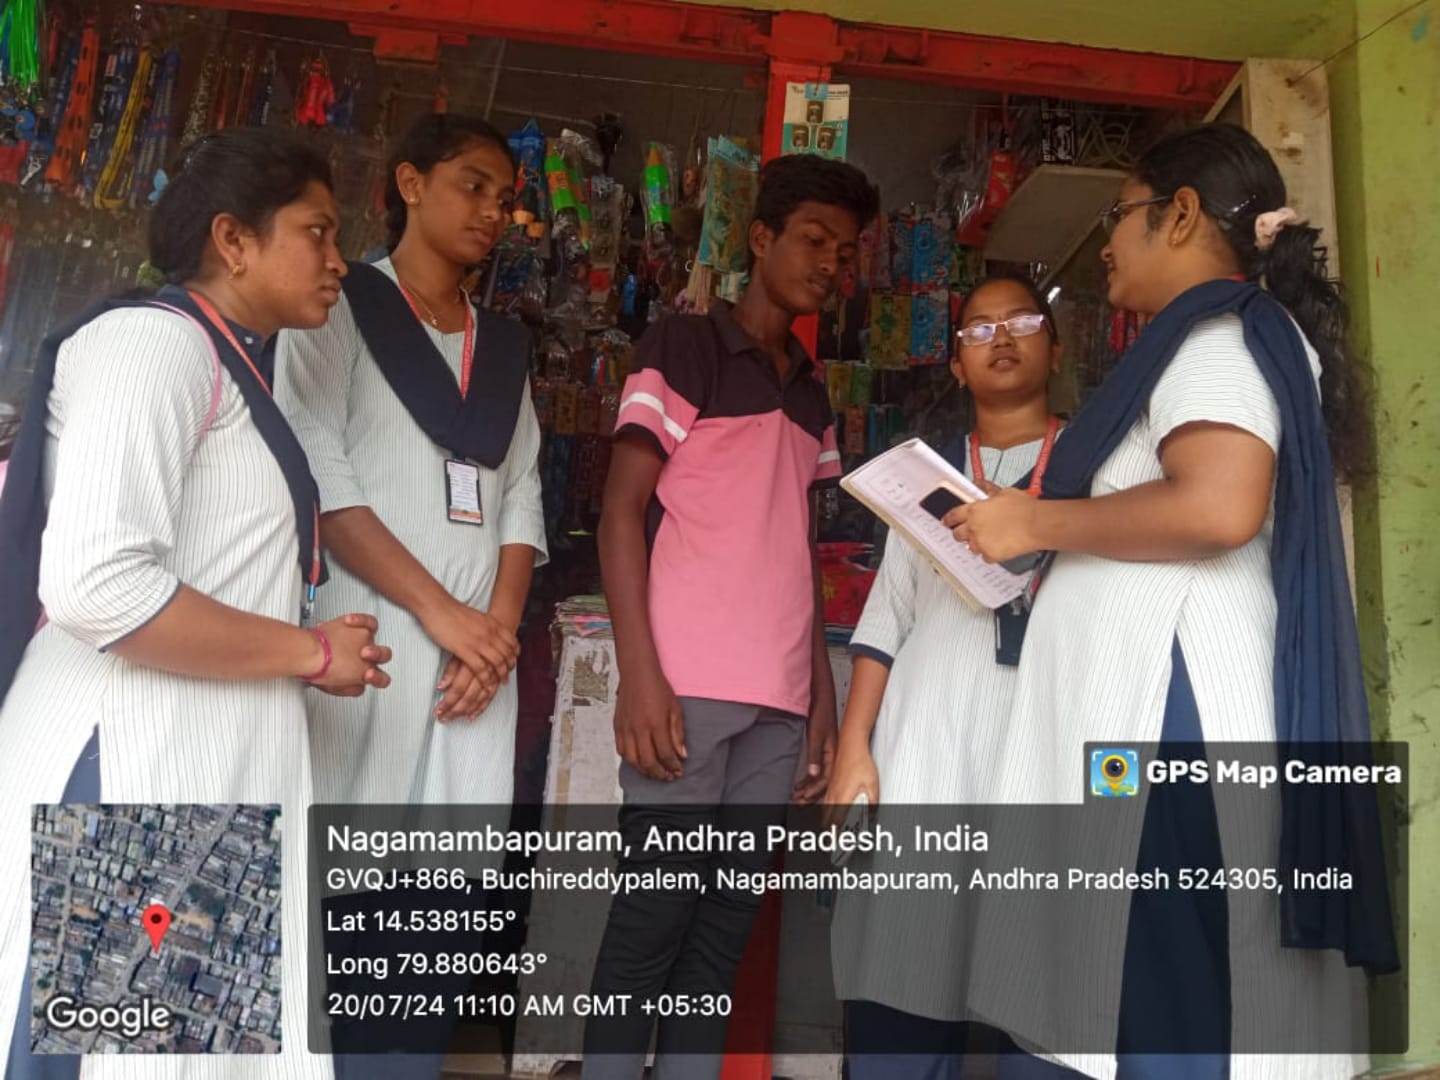 GPS Map Camera
Nagamambapuram, Andhra Pradesh, India
GVQJ+866, Buchireddypalem, Nagamambapuram, Andhra Pradesh 524305, India
Lat 14.538155°
Long 79.880643°
20/07/24 11:10 AM GMT +05:30
Google